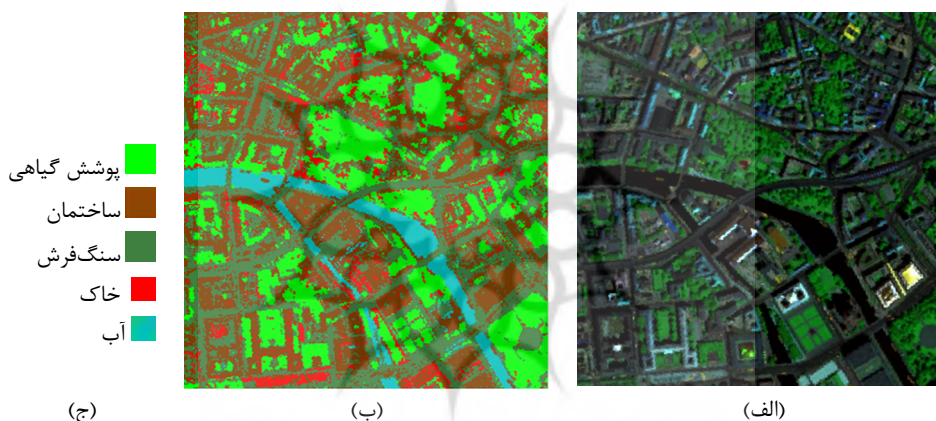 پوشش گیاهی
ساختمان
سنگ‌فرش
خاک
آب
(الف)
(ب)
(ج)